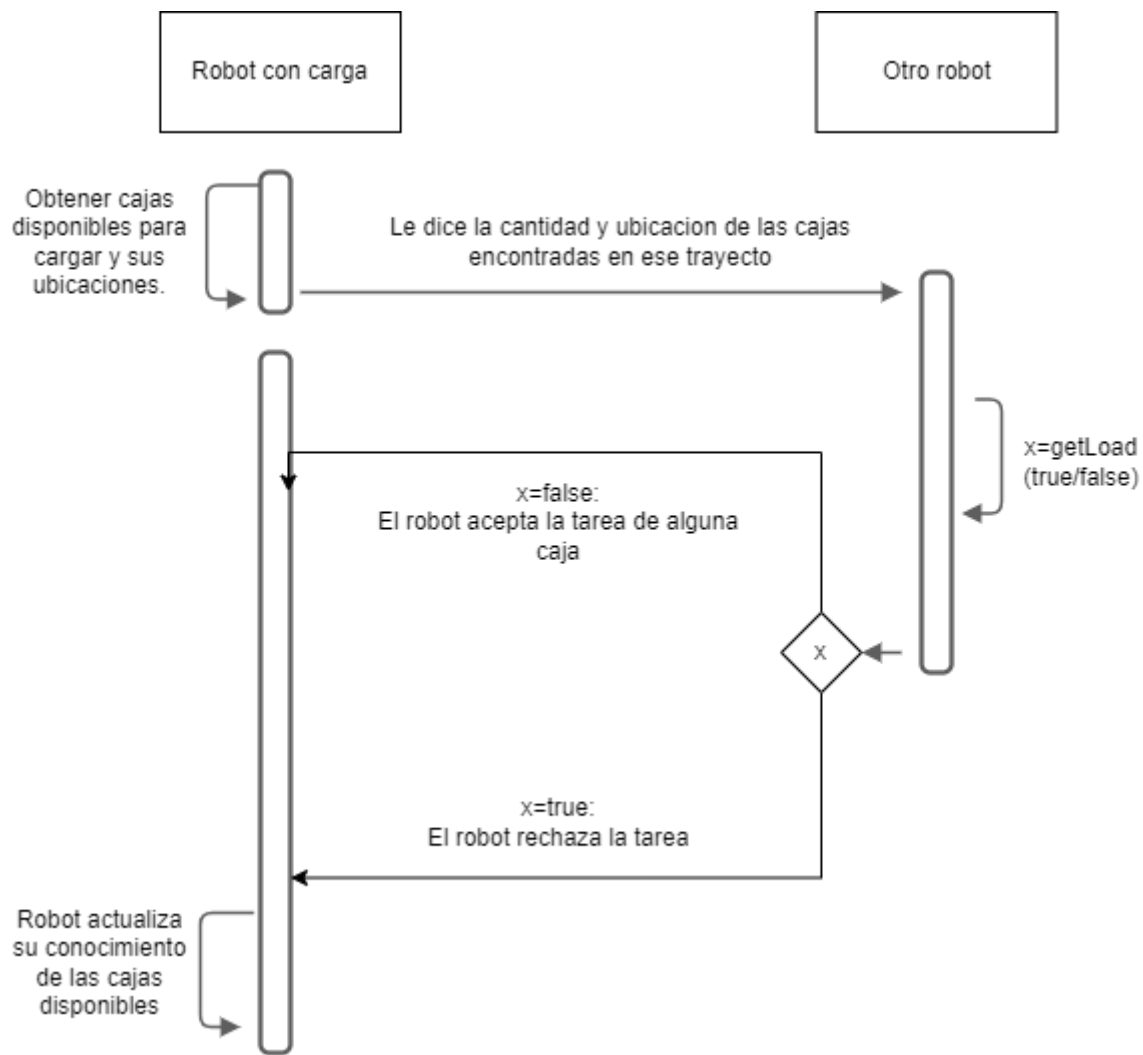 Robot con carga
Otro robot
Obtener cajas
disponibles para
cargar y sus
ubicaciones.
Le dice la cantidad y ubicacion de las cajas
encontradas en ese trayecto
x=getLoad
(true/false)
x=false:
El robot acepta la tarea de alguna
caja
x
x=true:
El robot rechaza la tarea
Robot actualiza
su conocimiento
de las cajas
disponibles